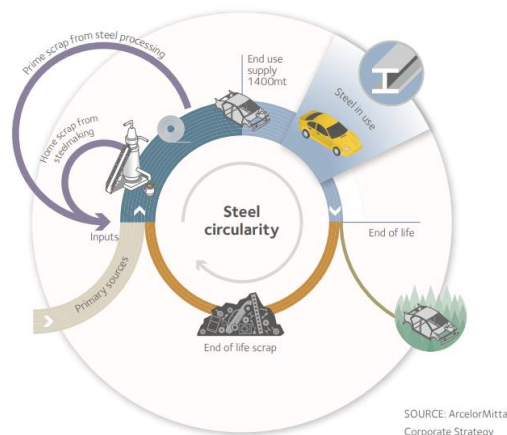 Prime scrap from steel processing
Home scrap from
steelmaking
End use
supply
1400mt
Steel in use
Steel
circularity
Inputs
End of life
Primary sources
End of life scrap
SOURCE: ArcelorMitta
Corporate Strategy